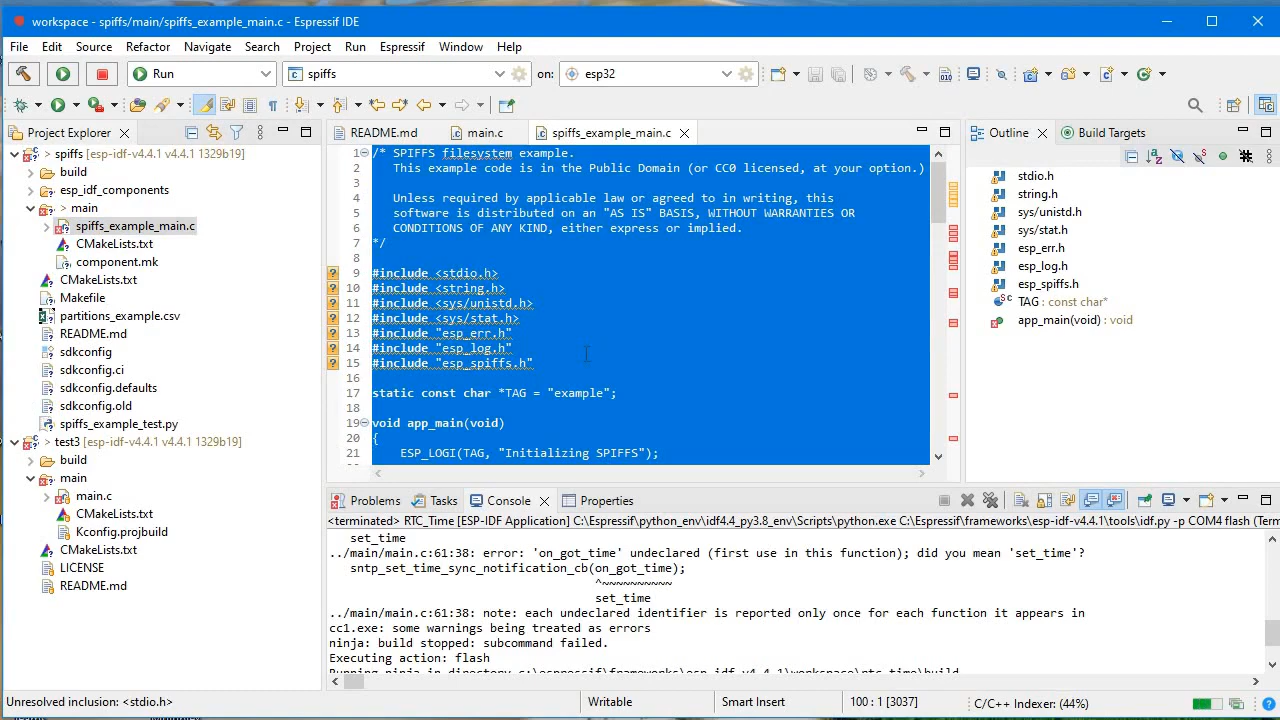 workspace - spiffs/main/spiffs_example_main.c - Espressif IDE
File Edit Source Refactor Navigate Search Project Run Espressif Window Help
Run spiffs on: esp32
Project Explorer
spiffs [esp-idf-v4.4.1 v4.4.1 1329b19]
build
esp_idf_components
> main
spiffs_example_main.c
CMakeLists.txt
component.mk
CMakeLists.txt
Makefile
partitions_example.csv
README.md
sdkconfig
sdkconfig.ci
sdkconfig.defaults
sdkconfig.old
spiffs_example_test.py
> test3 [esp-idf-v4.4.1 v4.4.1 1329b19]
build
main
main.c
CMakeLists.txt
Kconfig.projbuild
CMakeLists.txt
LICENSE
README.md
README.md main.c spiffs_example_main.c
1 /* SPIFFS filesystem example.
2 This example code is in the Public Domain (or CC0 licensed, at your option.)
3
4 Unless required by applicable law or agreed to in writing, this
5 software is distributed on an "AS IS" BASIS, WITHOUT WARRANTIES OR
6 CONDITIONS OF ANY KIND, either express or implied.
7 */
8
9 #include <stdio.h>
10 #include <string.h>
11 #include <sys/unistd.h>
12 #include <sys/stat.h>
13 #include "esp_err.h"
14 #include "esp_log.h"
15 #include "esp_spiffs.h"
16
17 static const char *TAG = "example";
18
19 void app_main(void)
20 {
21 ESP_LOGI(TAG, "Initializing SPIFFS");
Outline Build Targets
stdio.h
string.h
sys/unistd.h
sys/stat.h
esp_err.h
esp_log.h
esp_spiffs.h
TAG : const char*
app_main(void) : void
Problems Tasks Console Properties
<terminated> RTC_Time [ESP-IDF Application] C:\Espressif\python_env\idf4.4_py3.8_env\Scripts\python.exe C:\Espressif\frameworks\esp-idf-v4.4.1\tools\idf.py -p COM4 flash (Tern
set_time
../main/main.c:61:38: error: 'on_got_time' undeclared (first use in this function); did you mean 'set_time'?
sntp_set_time_sync_notification_cb(on_got_time);
^~~~~~~~~~~
set_time
../main/main.c:61:38: note: each undeclared identifier is reported only once for each function it appears in
cc1.exe: some warnings being treated as errors
ninja: build stopped: subcommand failed.
Executing action: flash
Running ninja in directory c:\espressif\frameworks\esp-idf-v4.4.1\workspace\rtc_time\build
Unresolved inclusion: <stdio.h> Writable Smart Insert 100 : 1 [3037] C/C++ Indexer: (44%)